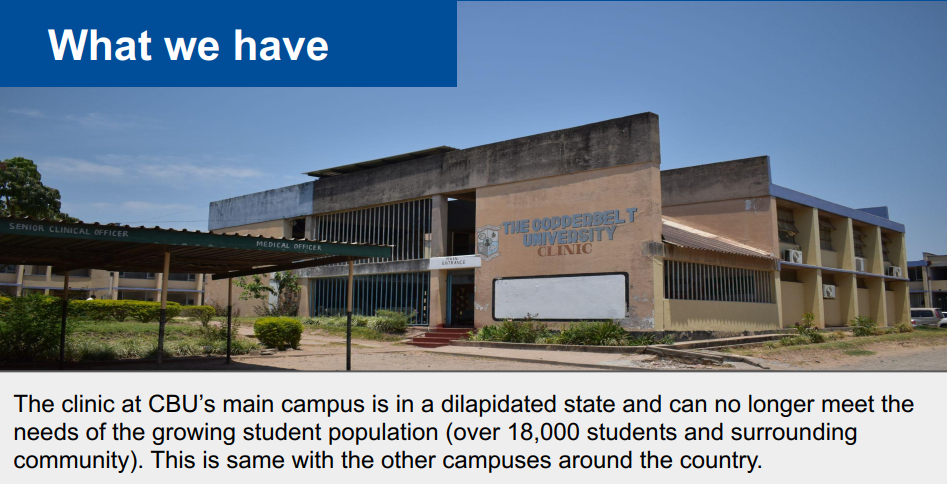 What we have
SENIOR CLINICAL OFFICER
MEDICAL OFFICER
THE COPPERBELT
UNIVERSITY
CLINIC
MAIN
ENTRANCE
The clinic at CBU's main campus is in a dilapidated state and can no longer meet the
needs of the growing student population (over 18,000 students and surrounding
community). This is same with the other campuses around the country.